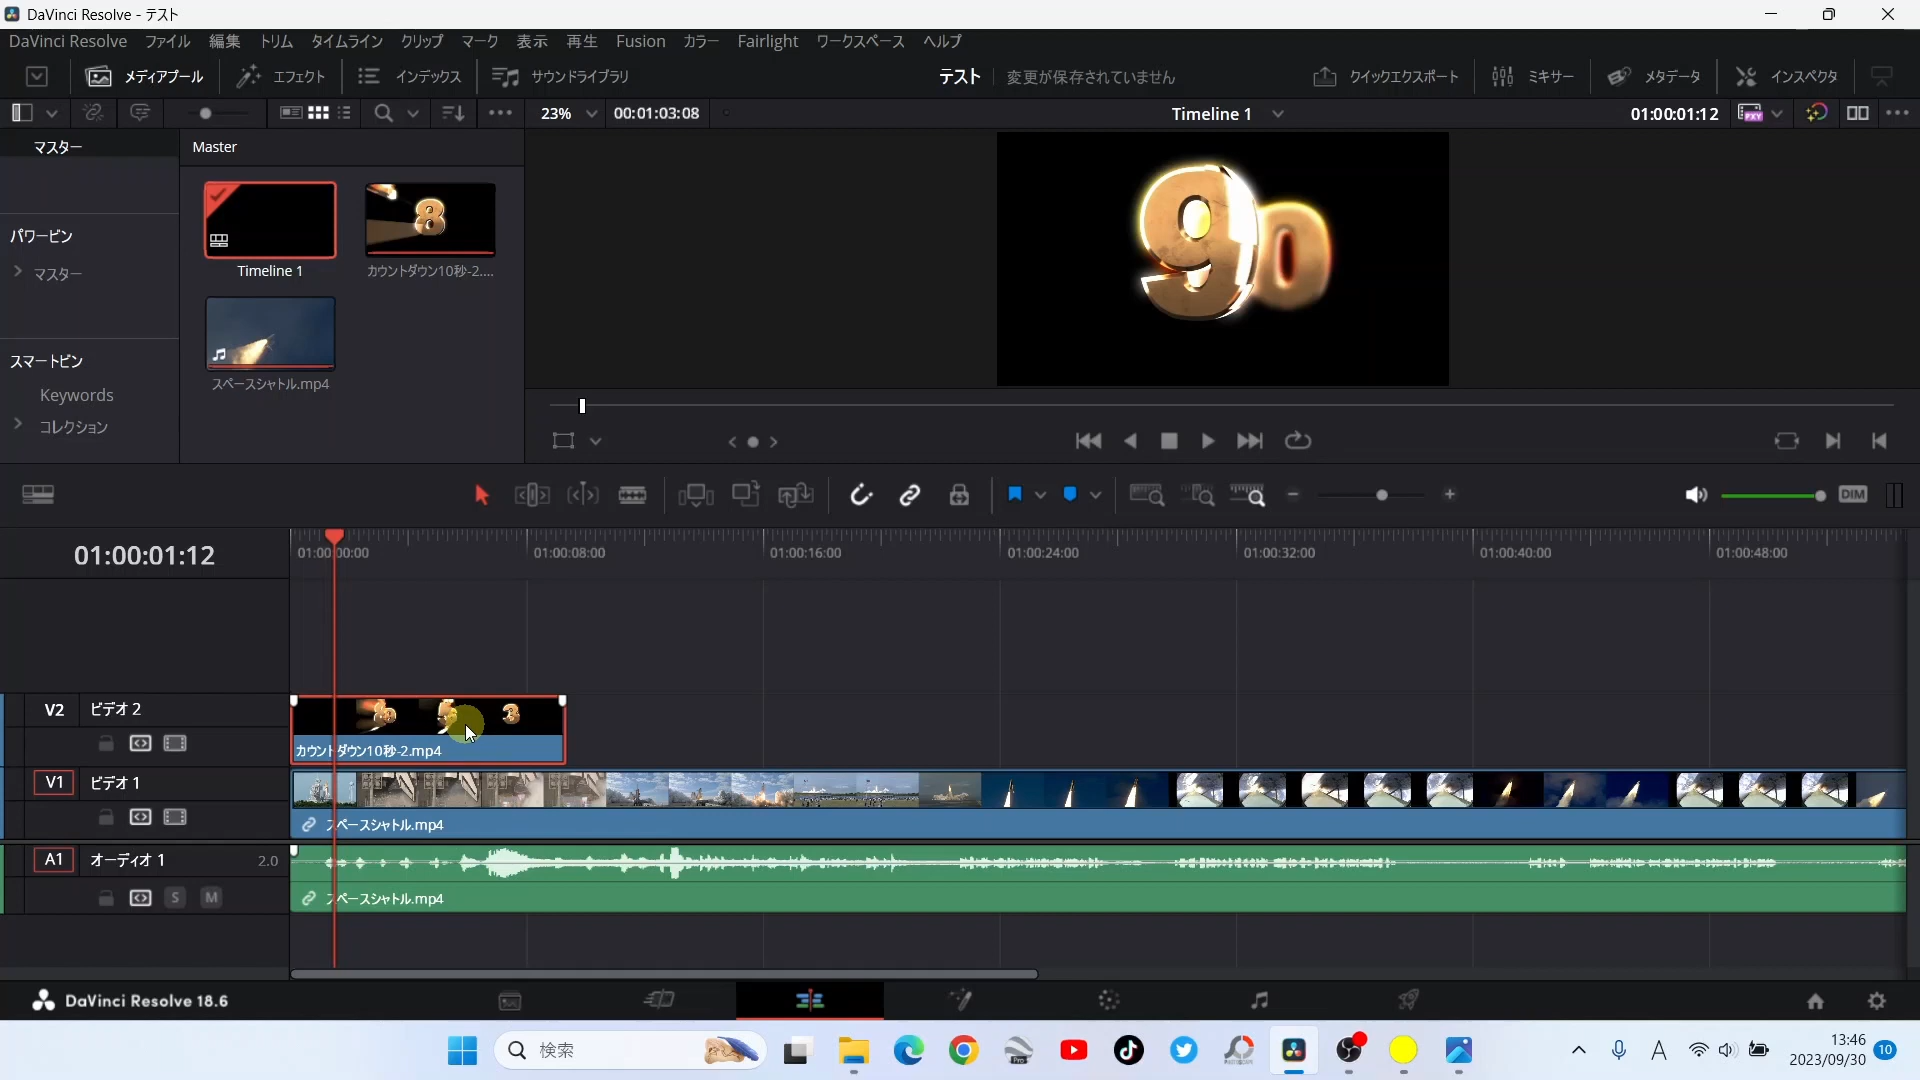 DaVinci Resolve - テスト
DaVinci Resolve ファイル 編集 トリム タイムライン クリップ マーク 表示 再生 Fusion カラー Fairlight ワークスペース ヘルプ
メディアプール エフェクト インデックス サウンドライブラリ テスト 変更が保存されていません クイックエクスポート ミキサー メタデータ インスペクタ
23% 00:01:03:08 Timeline 1 01:00:01:12 PXY
マスター
Master
パワービン
マスター
スマートビン
Keywords
コレクション
Timeline 1
8
カウントダウン10秒-2....
スペースシャトル.mp4
90
DIM
01:00:01:12
01:00:00:00 01:00:08:00 01:00:16:00 01:00:24:00 01:00:32:00 01:00:40:00 01:00:48:00
V2 ビデオ 2
3
カウントダウン10秒-2.mp4
V1 ビデオ 1
スペースシャトル.mp4
A1 オーディオ 1 2.0
S M
スペースシャトル.mp4
DaVinci Resolve 18.6
検索
Pro
A
13:46
2023/09/30
10